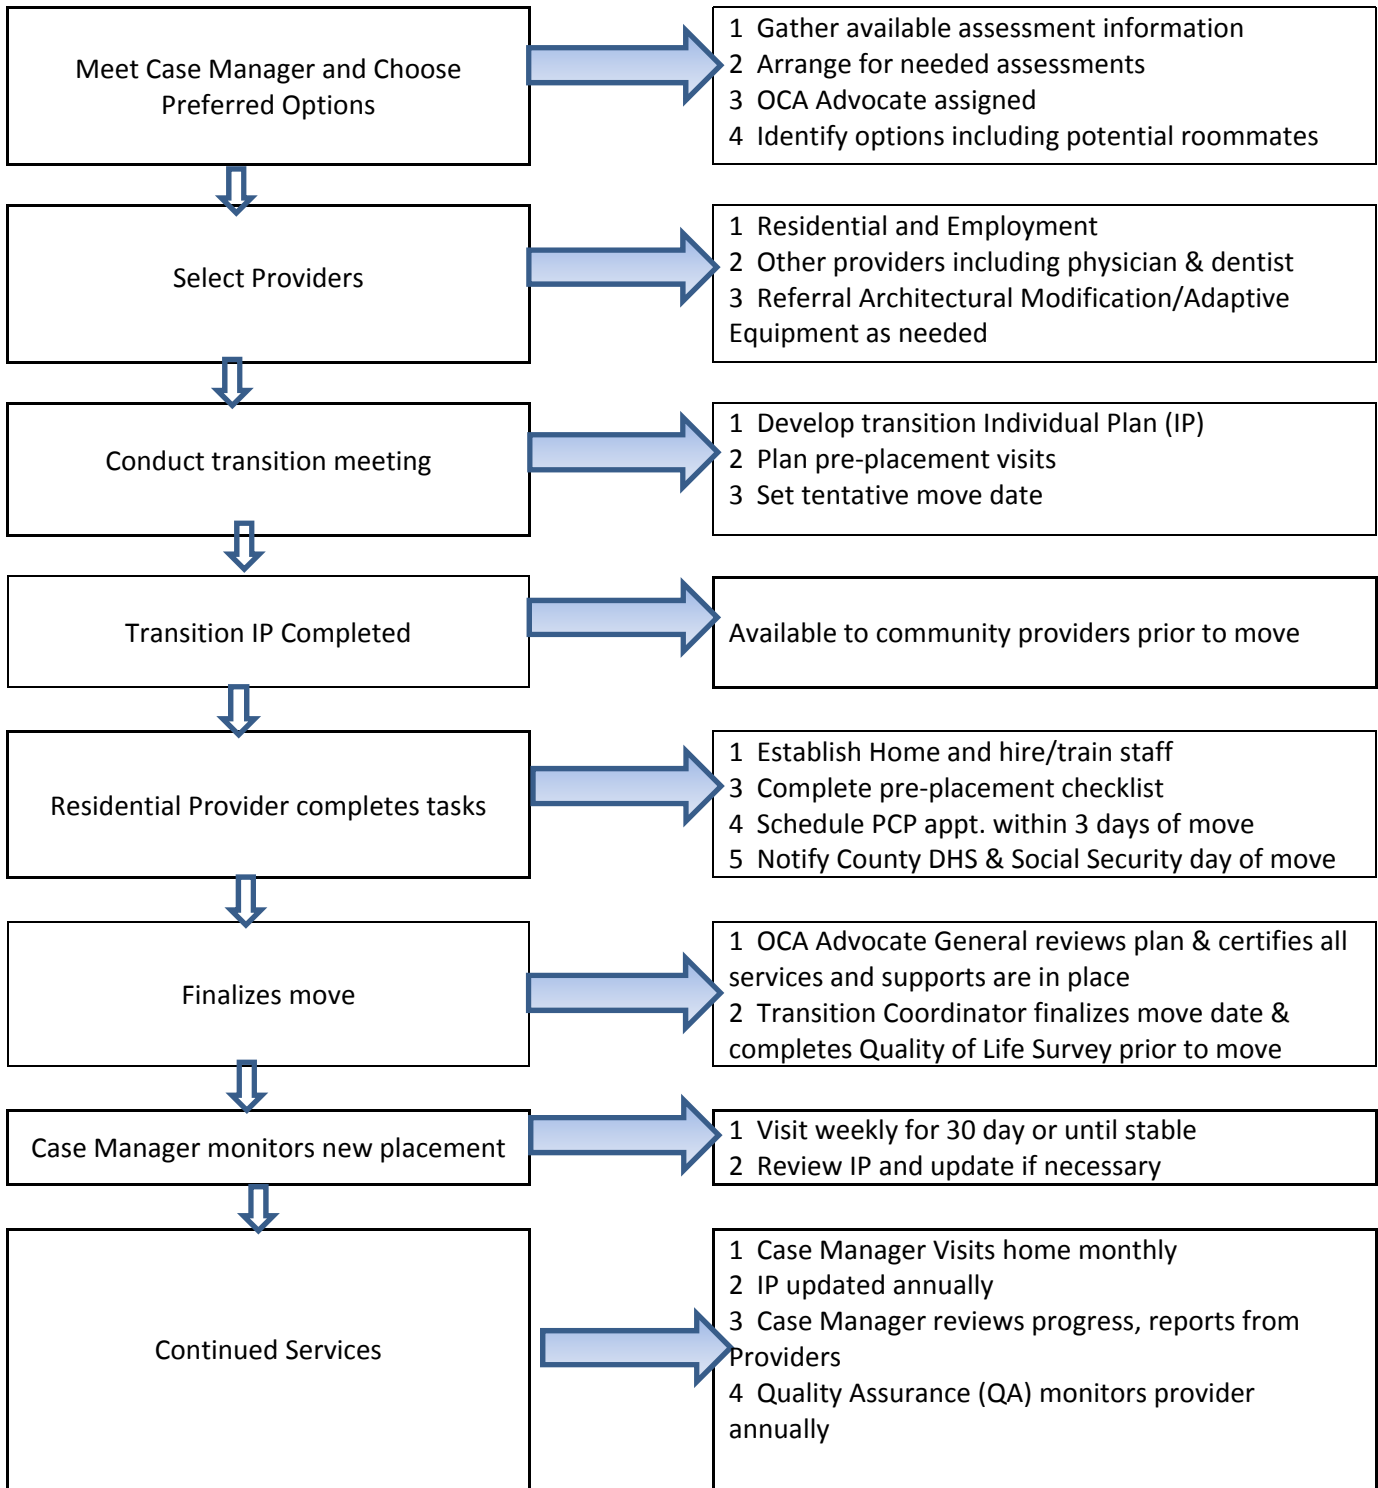 Meet Case Manager and Choose
Preferred Options
1 Gather available assessment information
2 Arrange for needed assessments
3 OCA Advocate assigned
4 Identify options including potential roommates
Select Providers
1 Residential and Employment
2 Other providers including physician & dentist
3 Referral Architectural Modification/Adaptive
Equipment as needed
Conduct transition meeting
1 Develop transition Individual Plan (IP)
2 Plan pre-placement visits
3 Set tentative move date
Transition IP Completed
Available to community providers prior to move
Residential Provider completes tasks
1 Establish Home and hire/train staff
3 Complete pre-placement checklist
4 Schedule PCP appt. within 3 days of move
5 Notify County DHS & Social Security day of move
Finalizes move
1 OCA Advocate General reviews plan & certifies all
services and supports are in place
2 Transition Coordinator finalizes move date &
completes Quality of Life Survey prior to move
Case Manager monitors new placement
1 Visit weekly for 30 day or until stable
2 Review IP and update if necessary
Continued Services
1 Case Manager Visits home monthly
2 IP updated annually
3 Case Manager reviews progress, reports from
Providers
4 Quality Assurance (QA) monitors provider
annually